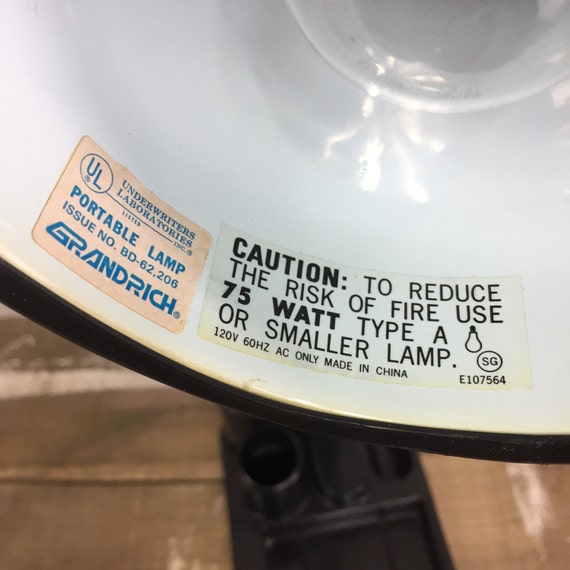 UL ®
UNDERWRITERS
LABORATORIES
INC.®
LISTED
PORTABLE LAMP
ISSUE NO. BD-62,206
GRANDRICH®
CAUTION: TO REDUCE
THE RISK OF FIRE USE
75 WATT TYPE A
OR SMALLER LAMP.
SG
120V 60HZ AC ONLY MADE IN CHINA
E107564